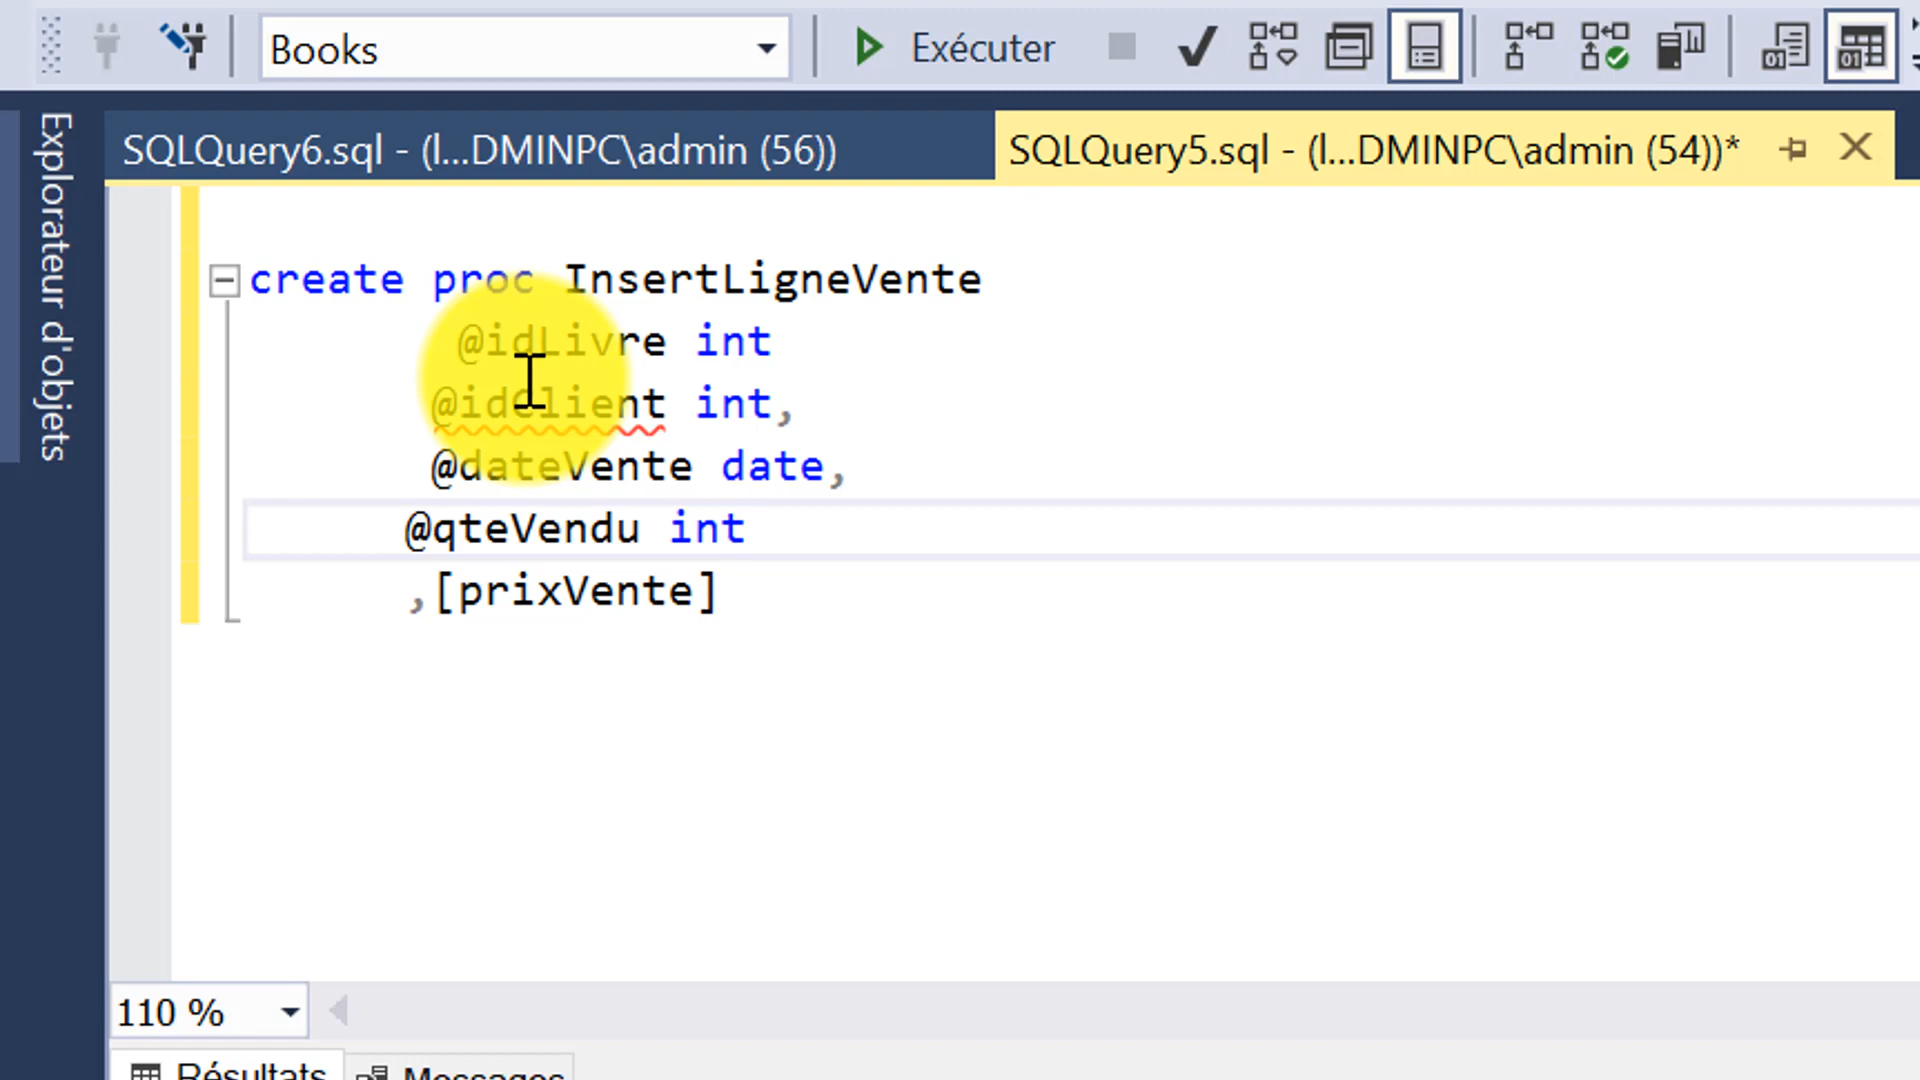 Books
Exécuter
Explorateur d'objets
SQLQuery6.sql - (l...DMINPC\admin (56))
SQLQuery5.sql - (l...DMINPC\admin (54))*
create proc InsertLigneVente
@idLivre int
@idClient int,
@dateVente date,
@qteVendu int
,[prixVente]
110 %
Résultats
Messages